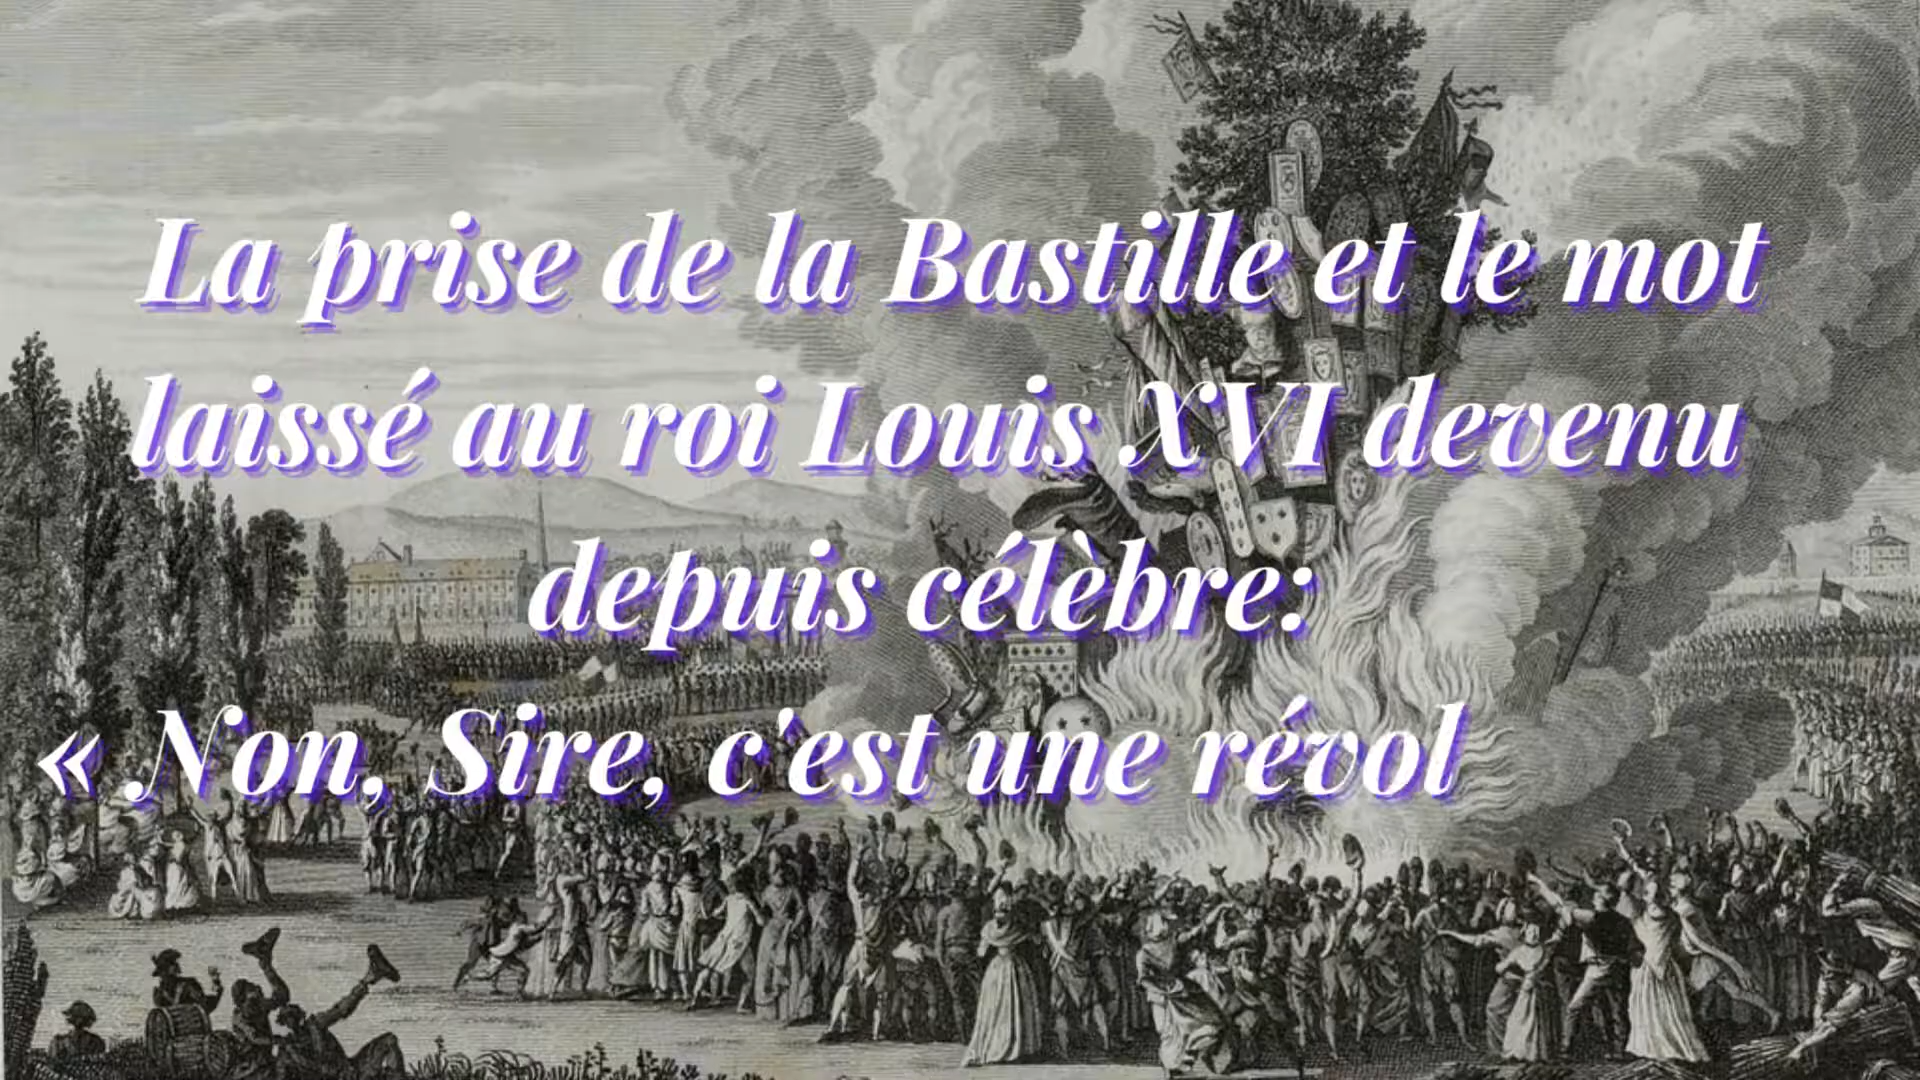 La prise de la Bastille et le mot
laissé au roi Louis XVI devenu
depuis célèbre:
« Non, Sire, c'est une révol